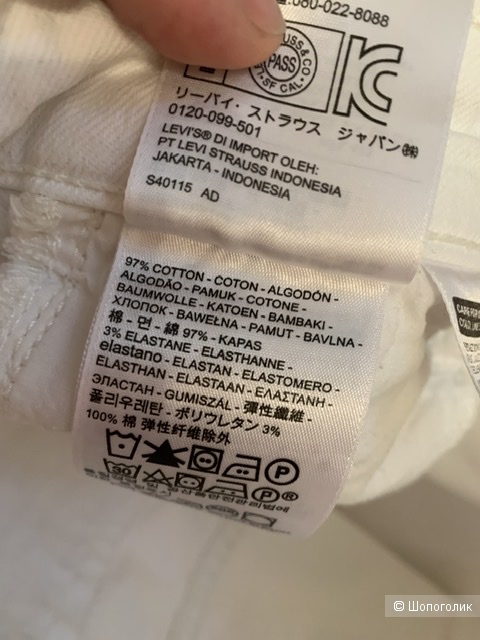 :080-022-8088
PASS
SF CAL.
リーバイ・ストラウス ジャパン㈱
0120-099-501
LEVI'S® DI IMPORT OLEH:
PT LEVI STRAUSS INDONESIA
JAKARTA - INDONESIA
S40115 AD
97% COTTON - COTON - ALGODÓN -
ALGODÃO - PAMUK - COTONE -
BAUMWOLLE - KATOEN - BAMBAKI -
ХЛОПОК - BAWEŁNA - PAMUT - BAVLNA -
棉 - 면 - 綿 97% - KAPAS
3% ELASTANE - ELASTHANNE -
elastano - ELASTAN - ELASTOMERO -
ELASTHAN - ELASTAAN - ΕΛΑΣΤΑΝΗ -
ЭЛАСТАН - GUMISZÁL - 彈性纖維 -
폴리우레탄 - ポリウレタン 3%
100% 棉 弹性纤维除外
P
30 P ®
© Шопоголик